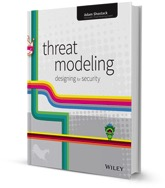 Adam Shostack
threat
modeling
designing for security
WILEY